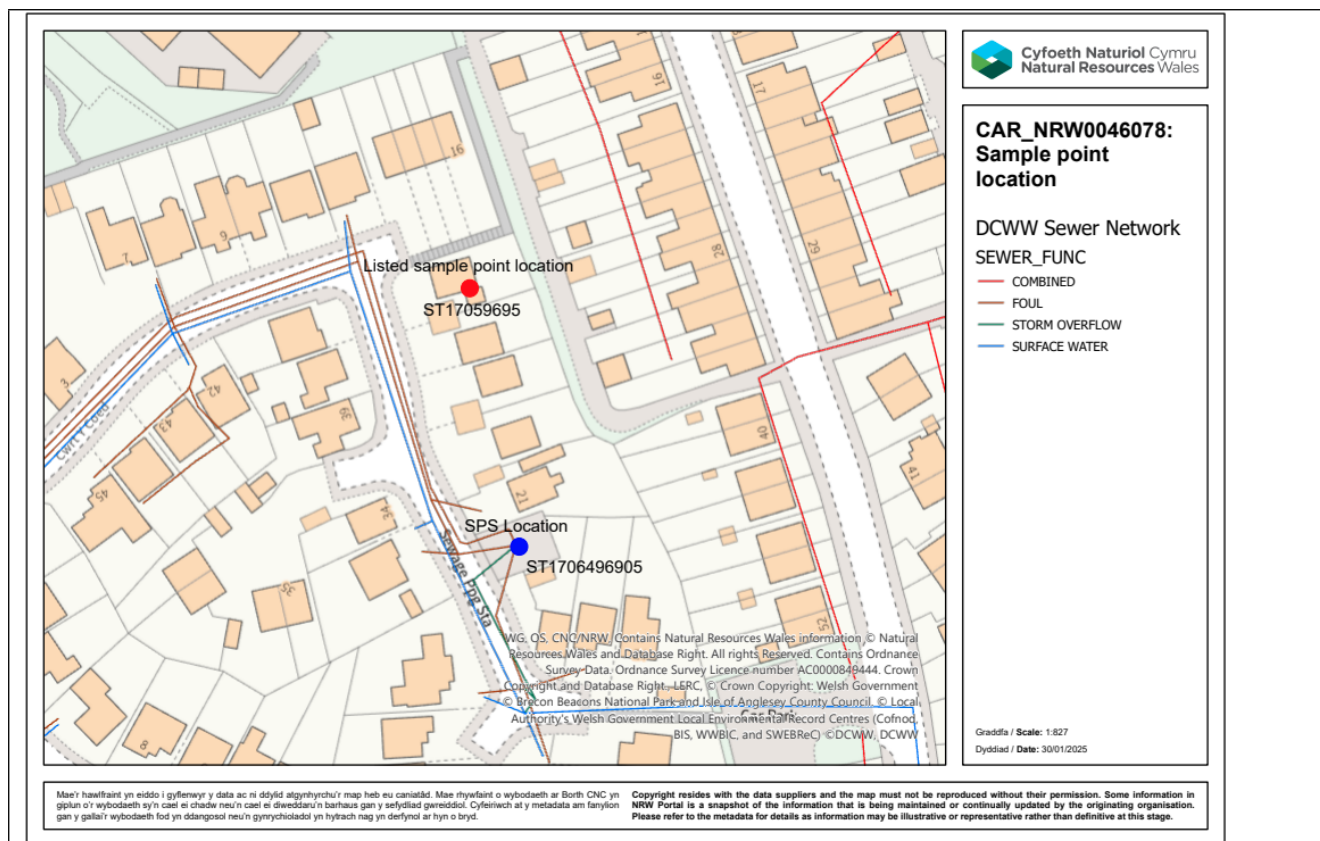 16
17
16
7
9
28
29
Listed sample point location
ST17059695
3
42
43
39
Cwrt Y Coed
40
41
45
21
34
SPS Location
ST1706496905
Sewage Ppg Sta
35
52
8
WG, OS, CNC/NRW, Contains Natural Resources Wales information © Natural
Resources Wales and Database Right. All rights Reserved. Contains Ordnance
Survey Data. Ordnance Survey Licence number AC0000849444. Crown
Copyright and Database Right., LERC, © Crown Copyright: Welsh Government
© Brecon Beacons National Park and Isle of Anglesey County Council. © Local
Authority's Welsh Government Local Environmental Record Centres (Cofnod,
BIS, WWBIC, and SWEBReC) ©DCWW, DCWW
Car Park
Cyfoeth Naturiol Cymru
Natural Resources Wales
CAR_NRW0046078:
Sample point
location
DCWW Sewer Network
SEWER_FUNC
COMBINED
FOUL
STORM OVERFLOW
SURFACE WATER
Graddfa / Scale: 1:827
Dyddiad / Date: 30/01/2025
Mae'r hawlfraint yn eiddo i gyflenwyr y data ac ni ddylid atgynhyrchu'r map heb eu caniatâd. Mae rhywfaint o wybodaeth ar Borth CNC yn
giplun o'r wybodaeth sy'n cael ei chadw neu'n cael ei diweddaru'n barhaus gan y sefydliad gwreiddiol. Cyfeiriwch at y metadata am fanylion
gan y gallai'r wybodaeth fod yn ddangosol neu'n gynrychioladol yn hytrach nag yn derfynol ar hyn o bryd.
Copyright resides with the data suppliers and the map must not be reproduced without their permission. Some information in
NRW Portal is a snapshot of the information that is being maintained or continually updated by the originating organisation.
Please refer to the metadata for details as information may be illustrative or representative rather than definitive at this stage.